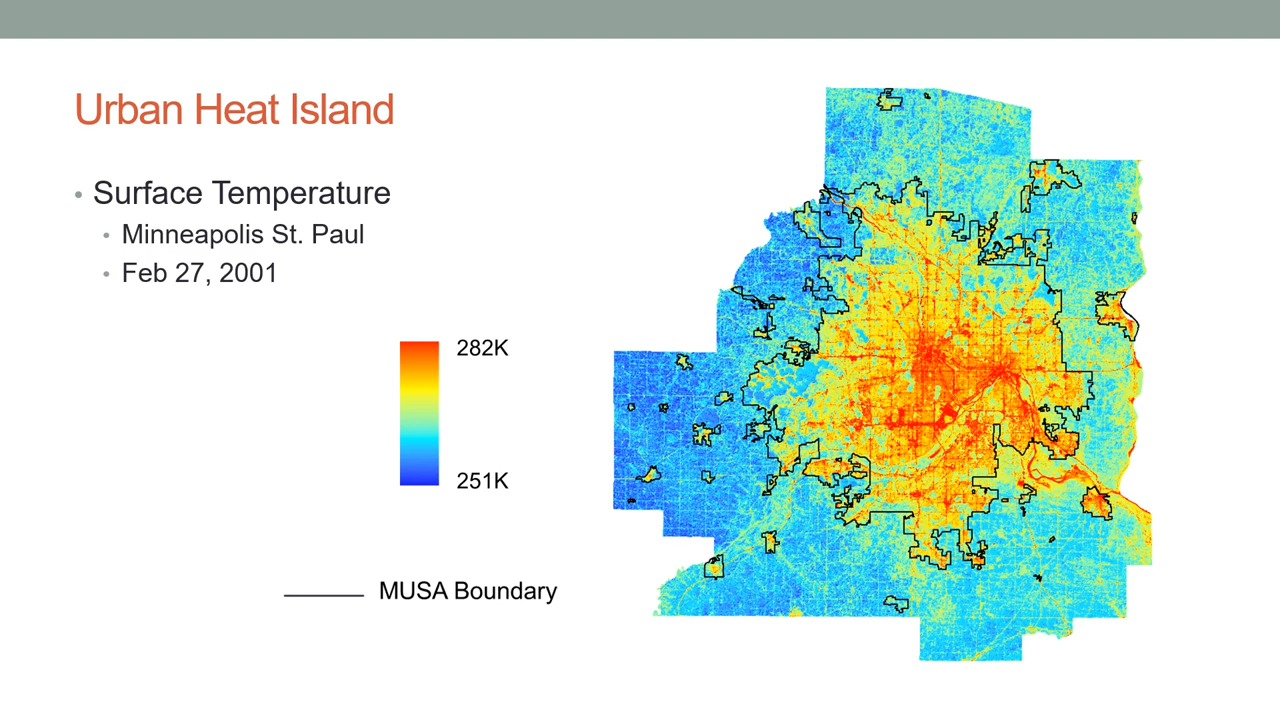 Urban Heat Island
• Surface Temperature
• Minneapolis St. Paul
• Feb 27, 2001
282K
251K
MUSA Boundary